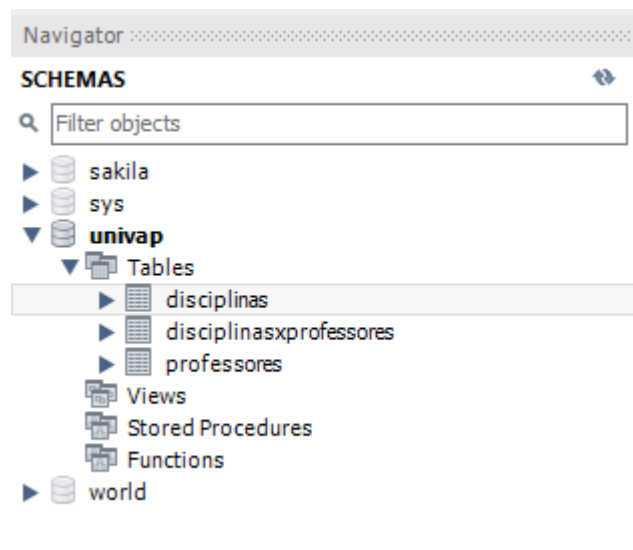 Navigator
SCHEMAS
Filter objects
sakila
sys
univap
Tables
disciplinas
disciplinasxprofessores
professores
Views
Stored Procedures
Functions
world